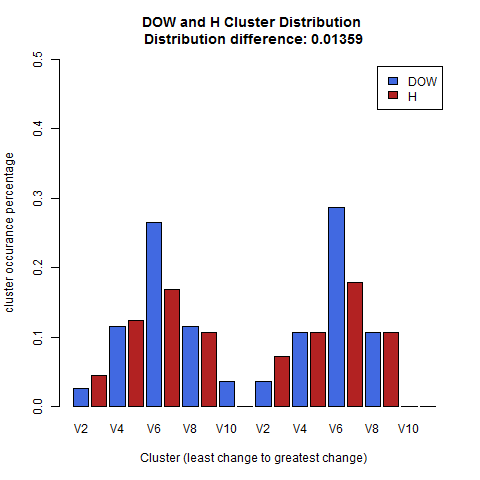 DOW and H Cluster Distribution
Distribution difference: 0.01359
DOW
H
cluster occurance percentage
0.5
0.4
0.3
0.2
0.1
0.0
V2 V4 V6 V8 V10 V2 V4 V6 V8 V10
Cluster (least change to greatest change)